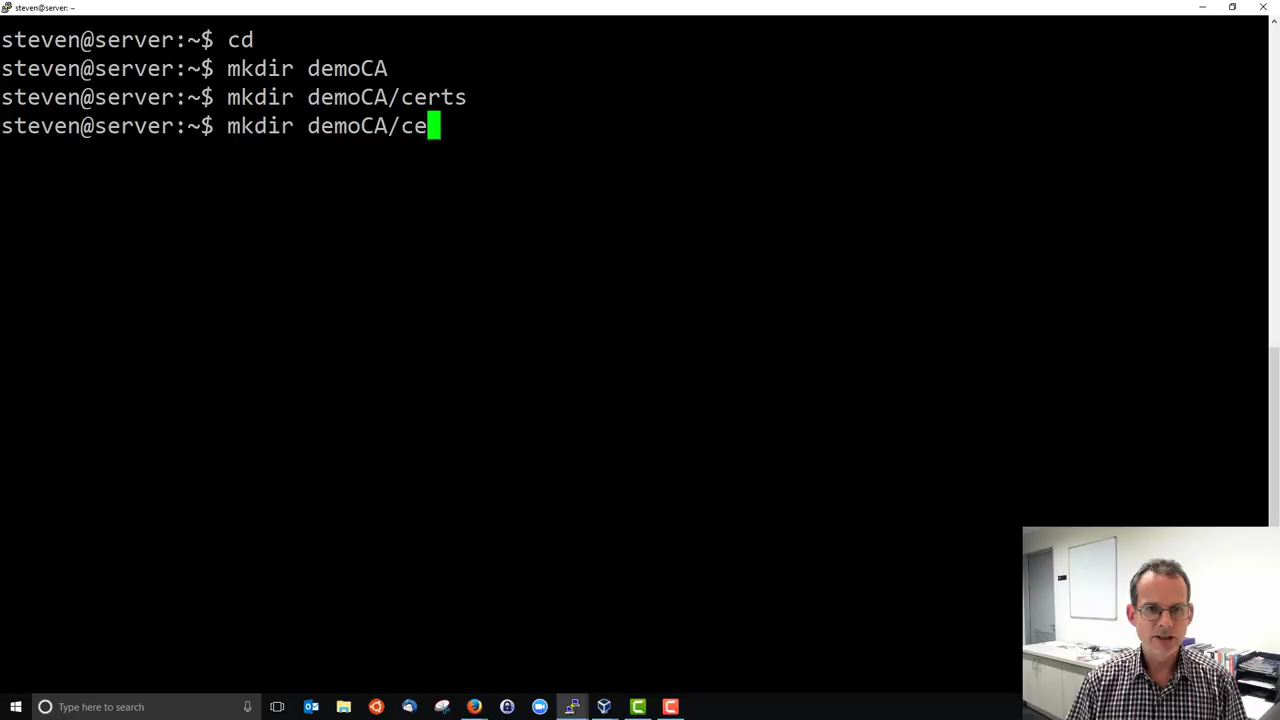 steven@server: ~
steven@server:~$ cd
steven@server:~$ mkdir demoCA
steven@server:~$ mkdir demoCA/certs
steven@server:~$ mkdir demoCA/ce
Type here to search